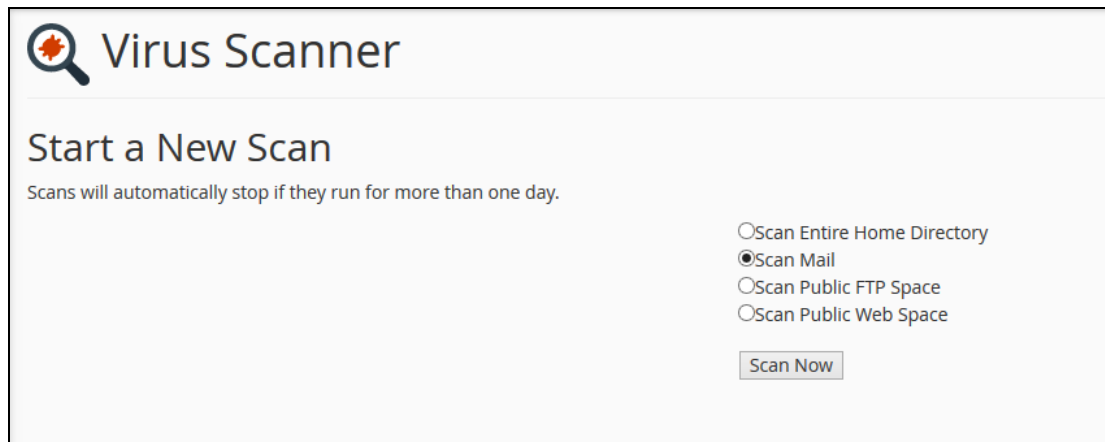 Virus Scanner
Start a New Scan
Scans will automatically stop if they run for more than one day.
Scan Entire Home Directory
Scan Mail
Scan Public FTP Space
Scan Public Web Space
Scan Now